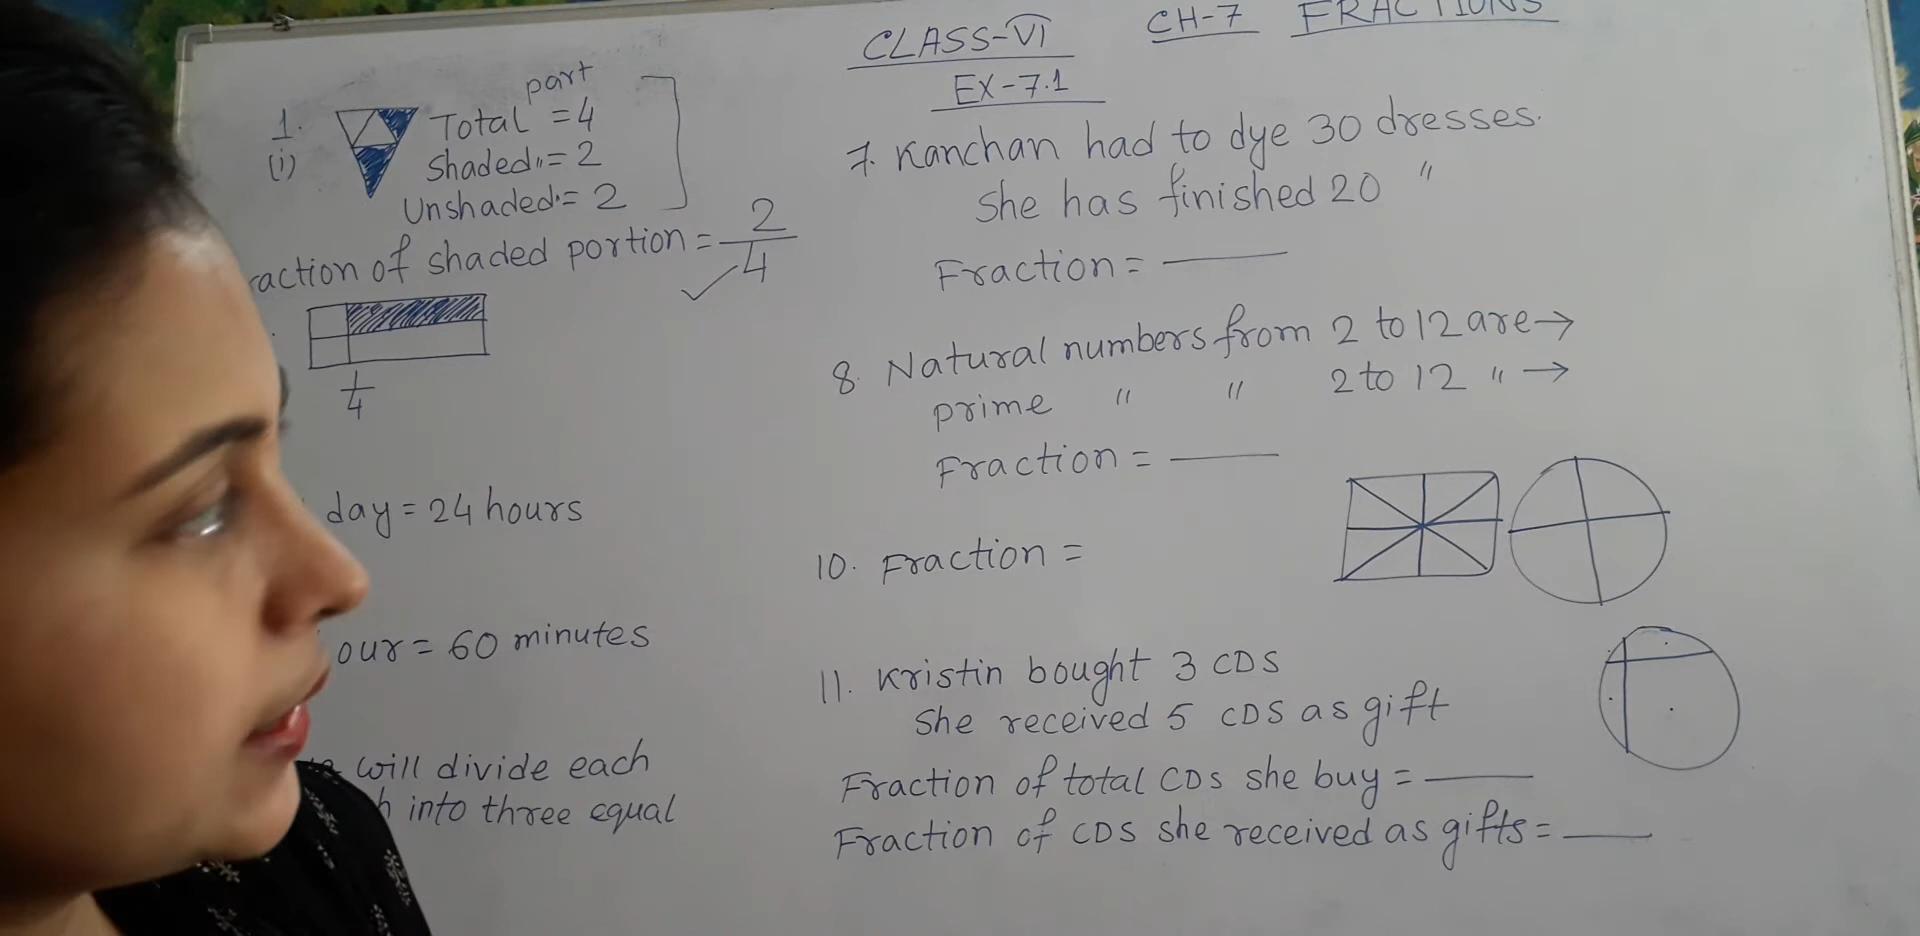 CLASS-VI
CH-7 FRACTIONS
EX-7.1
1.
(i)
part
Total = 4
Shaded " = 2
Unshaded " = 2
raction of shaded portion = 2/4
1/4
day = 24 hours
our = 60 minutes
will divide each
h into three equal
7. Kanchan had to dye 30 dresses.
She has finished 20 "
Fraction =
8. Natural numbers from 2 to 12 are →
prime " " 2 to 12 " →
Fraction =
10. Fraction =
11. Kristin bought 3 CDS
She received 5 CDS as gift
Fraction of total CDs she buy =
Fraction of CDS she received as gifts =